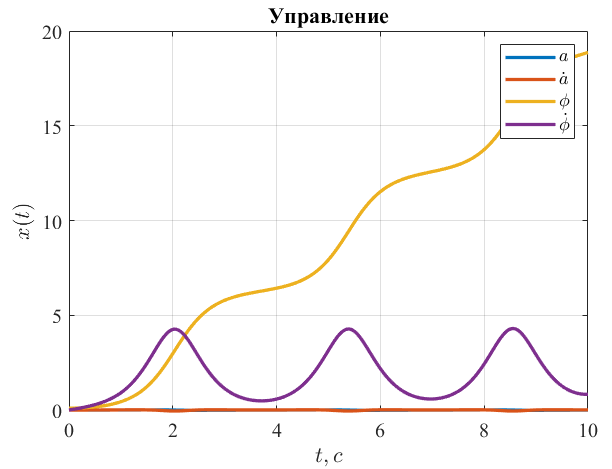 Управление
20
15
10
5
0
x(t)
a
ȧ
ϕ
ϕ̇
0 2 4 6 8 10
t, c